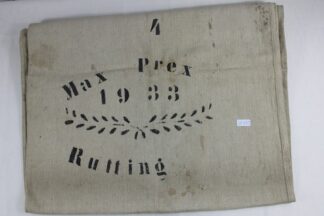 4
Max Prex
1933
Rutting